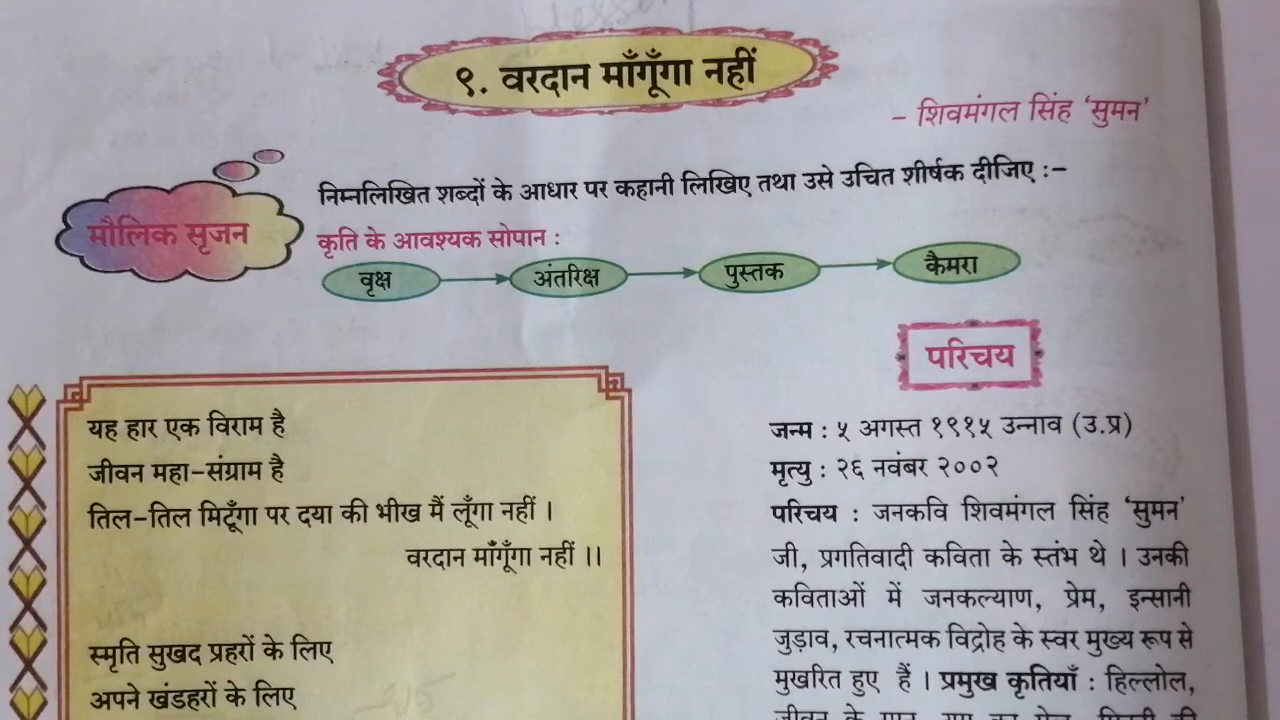 ९. वरदान माँगूँगा नहीं
– शिवमंगल सिंह ‘सुमन’
निम्नलिखित शब्दों के आधार पर कहानी लिखिए तथा उसे उचित शीर्षक दीजिए :–
मौलिक सृजन
कृति के आवश्यक सोपान :
वृक्ष
अंतरिक्ष
पुस्तक
कैमरा
यह हार एक विराम है
जीवन महा-संग्राम है
तिल-तिल मिटूँगा पर दया की भीख मैं लूँगा नहीं ।
वरदान माँगूँगा नहीं ।।
स्मृति सुखद प्रहरों के लिए
अपने खंडहरों के लिए
परिचय
जन्म : ५ अगस्त १९१५ उन्नाव (उ.प्र)
मृत्यु : २६ नवंबर २००२
परिचय : जनकवि शिवमंगल सिंह ‘सुमन’
जी, प्रगतिवादी कविता के स्तंभ थे । उनकी
कविताओं में जनकल्याण, प्रेम, इन्सानी
जुड़ाव, रचनात्मक विद्रोह के स्वर मुख्य रूप से
मुखरित हुए हैं । प्रमुख कृतियाँ : हिल्लोल,